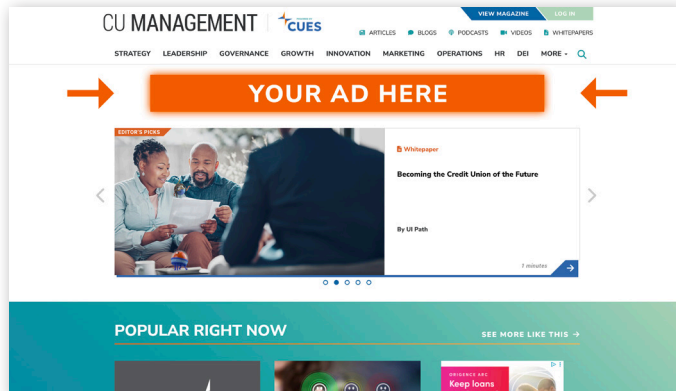 CU MANAGEMENT
CUES
VIEW MAGAZINE
LOG IN
ARTICLES
BLOGS
PODCASTS
VIDEOS
WHITEPAPERS
STRATEGY
LEADERSHIP
GOVERNANCE
GROWTH
INNOVATION
MARKETING
OPERATIONS
HR
DEI
MORE
YOUR AD HERE
EDITOR'S PICKS
Whitepaper
Becoming the Credit Union of the Future
By UI Path
7 minutes
POPULAR RIGHT NOW
SEE MORE LIKE THIS
ORIGENCE ARC
Keep loans